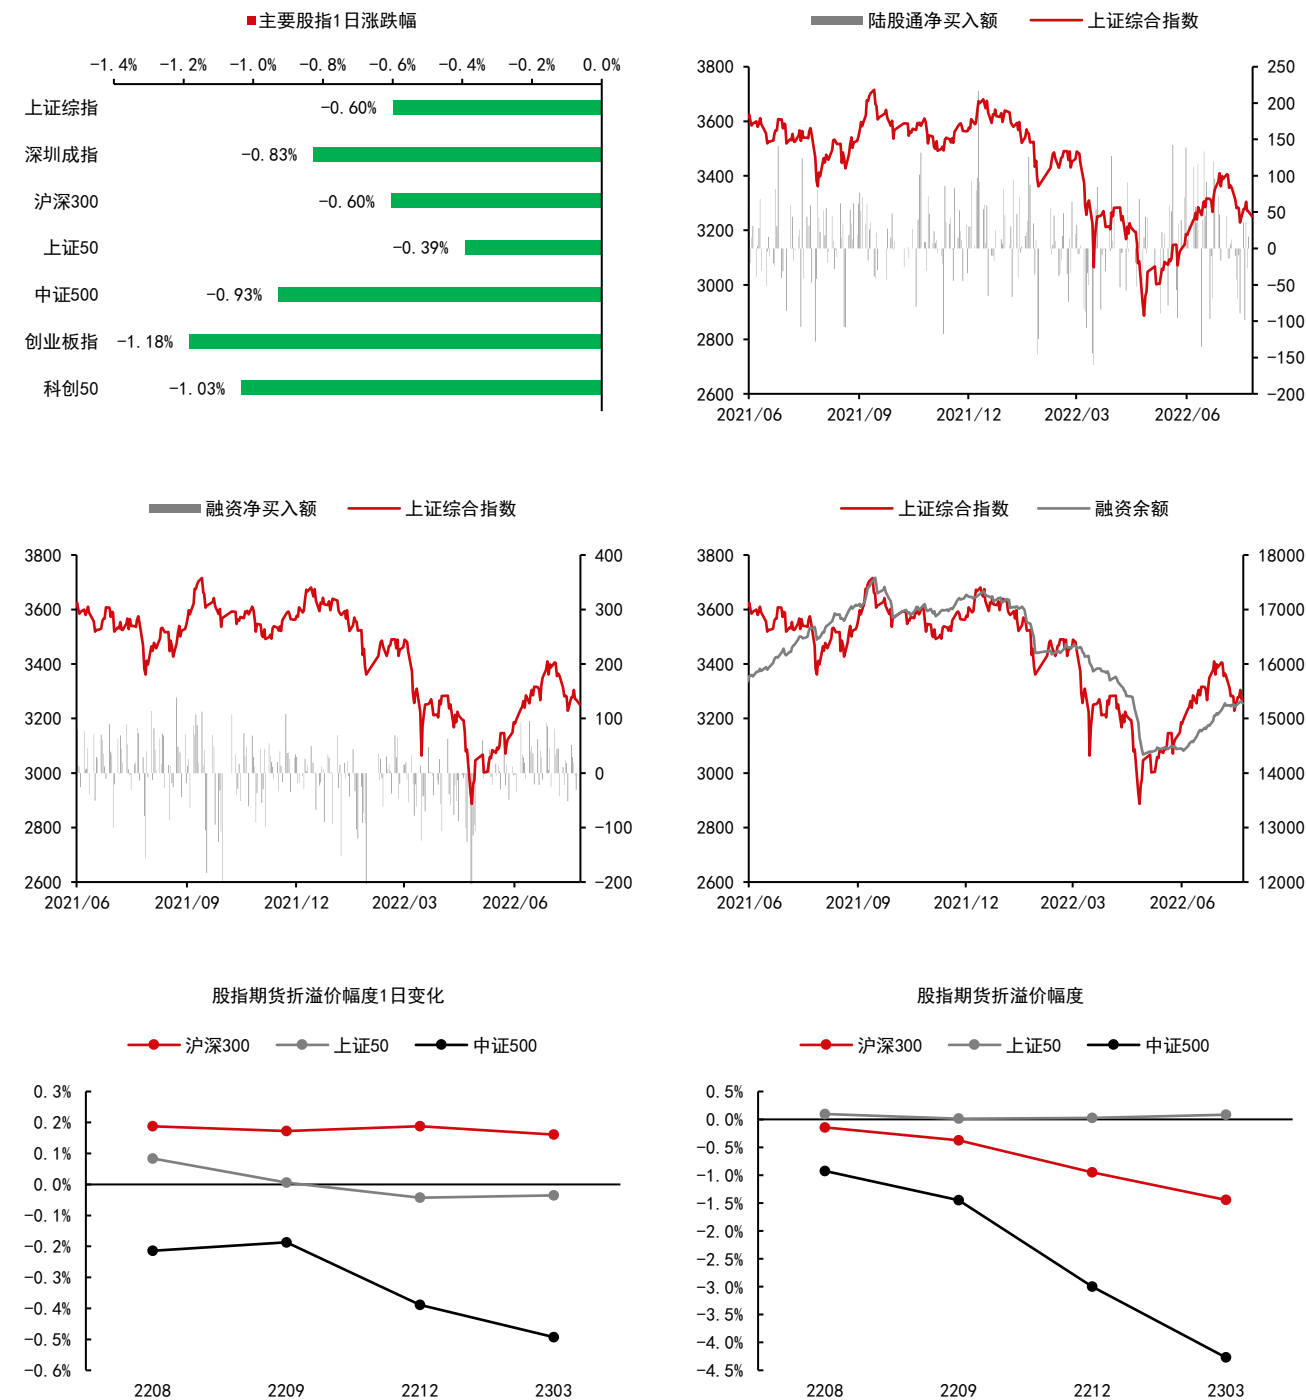 主要股指1日涨跌幅
-1.4% -1.2% -1.0% -0.8% -0.6% -0.4% -0.2% 0.0%
上证综指 -0.60%
深圳成指 -0.83%
沪深300 -0.60%
上证50 -0.39%
中证500 -0.93%
创业板指 -1.18%
科创50 -1.03%
陆股通净买入额 上证综合指数
3800 250
3600 200
3400 150
3200 100
3000 50
2800 0
2600 -50
-100
-150
-200
2021/06 2021/09 2021/12 2022/03 2022/06
融资净买入额 上证综合指数
3800 400
3600 300
3400 200
3200 100
3000 0
2800 -100
2600 -200
2021/06 2021/09 2021/12 2022/03 2022/06
上证综合指数 融资余额
3800 18000
3600 17000
3400 16000
3200 15000
3000 14000
2800 13000
2600 12000
2021/06 2021/09 2021/12 2022/03 2022/06
股指期货折溢价幅度1日变化
沪深300 上证50 中证500
0.3%
0.2%
0.1%
0.0%
-0.1%
-0.2%
-0.3%
-0.4%
-0.5%
-0.6%
2208 2209 2212 2303
股指期货折溢价幅度
沪深300 上证50 中证500
0.5%
0.0%
-0.5%
-1.0%
-1.5%
-2.0%
-2.5%
-3.0%
-3.5%
-4.0%
-4.5%
2208 2209 2212 2303